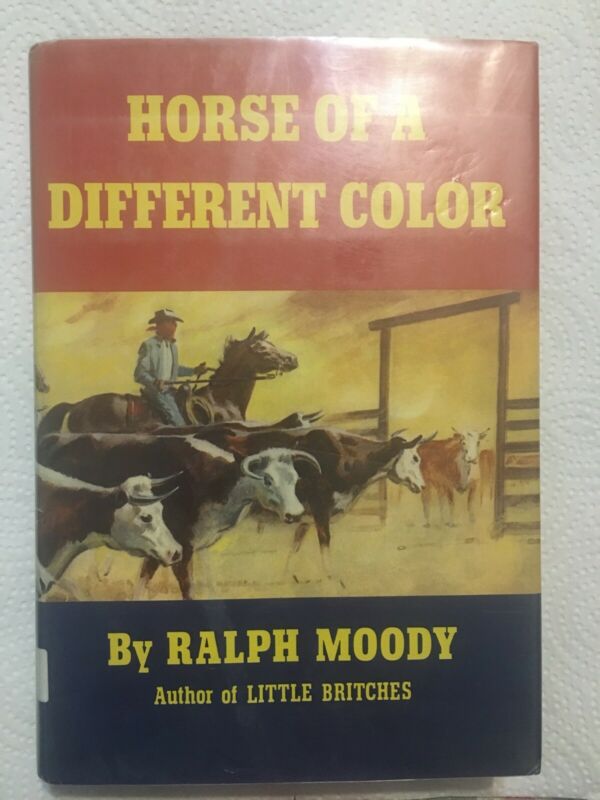 HORSE OF A
DIFFERENT COLOR
By RALPH MOODY
Author of LITTLE BRITCHES